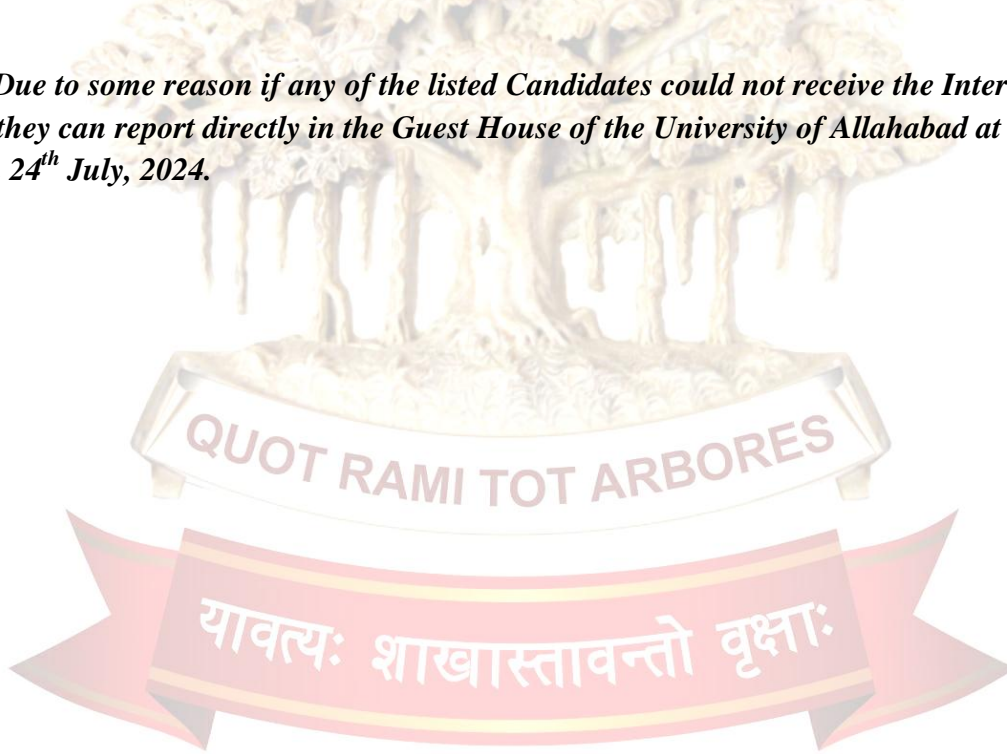 Due to some reason if any of the listed Candidates could not receive the Inter
they can report directly in the Guest House of the University of Allahabad at
24th July, 2024.
QUOT RAMI TOT ARBORES
यावत्यः शाखास्तावन्तो वृक्षाः